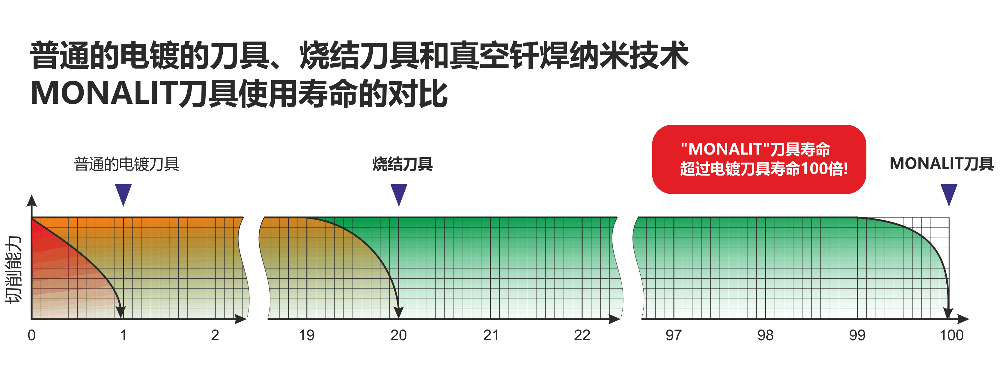 普通的电镀的刀具、烧结刀具和真空钎焊纳米技术
MONALIT刀具使用寿命的对比
"MONALIT"刀具寿命
超过电镀刀具寿命100倍!
普通的电镀刀具
烧结刀具
MONALIT刀具
切削能力
0 1 2 19 20 21 22 97 98 99 100